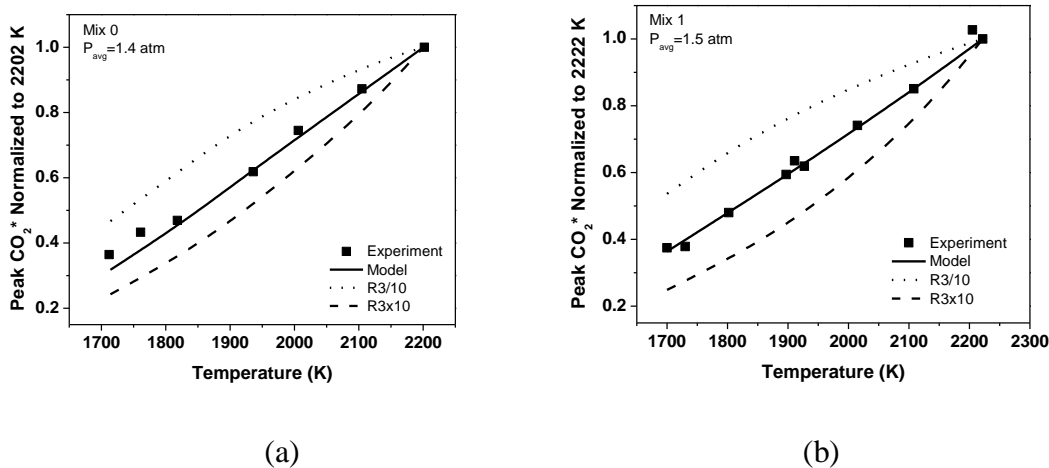 Mix 0
P_avg=1.4 atm
Peak CO₂* Normalized to 2202 K
1.0
0.8
0.6
0.4
0.2
Experiment
Model
R3/10
R3x10
1700 1800 1900 2000 2100 2200
Temperature (K)
(a)
Mix 1
P_avg=1.5 atm
Peak CO₂* Normalized to 2222 K
1.0
0.8
0.6
0.4
0.2
Experiment
Model
R3/10
R3x10
1700 1800 1900 2000 2100 2200 2300
Temperature (K)
(b)